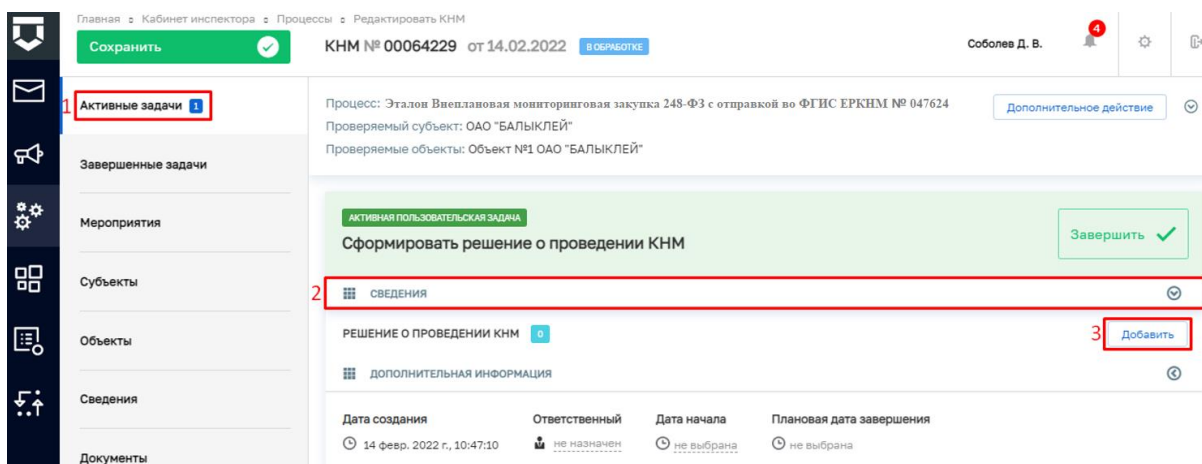 Главная Кабинет инспектора Процессы Редактировать КНМ
Сохранить
КНМ № 00064229 от 14.02.2022 В ОБРАБОТКЕ
Соболев Д. В.
4
1 Активные задачи 1
Завершенные задачи
Мероприятия
Субъекты
Объекты
Сведения
Документы
Процесс: Эталон Внеплановая мониторинговая закупка 248-ФЗ с отправкой во ФГИС ЕРКНМ № 047624
Дополнительное действие
Проверяемый субъект: ОАО "БАЛЫКЛЕЙ"
Проверяемые объекты: Объект №1 ОАО "БАЛЫКЛЕЙ"
АКТИВНАЯ ПОЛЬЗОВАТЕЛЬСКАЯ ЗАДАЧА
Сформировать решение о проведении КНМ
Завершить
2 СВЕДЕНИЯ
РЕШЕНИЕ О ПРОВЕДЕНИИ КНМ 0
3 Добавить
ДОПОЛНИТЕЛЬНАЯ ИНФОРМАЦИЯ
Дата создания Ответственный Дата начала Плановая дата завершения
14 февр. 2022 г., 10:47:10 не назначен не выбрана не выбрана